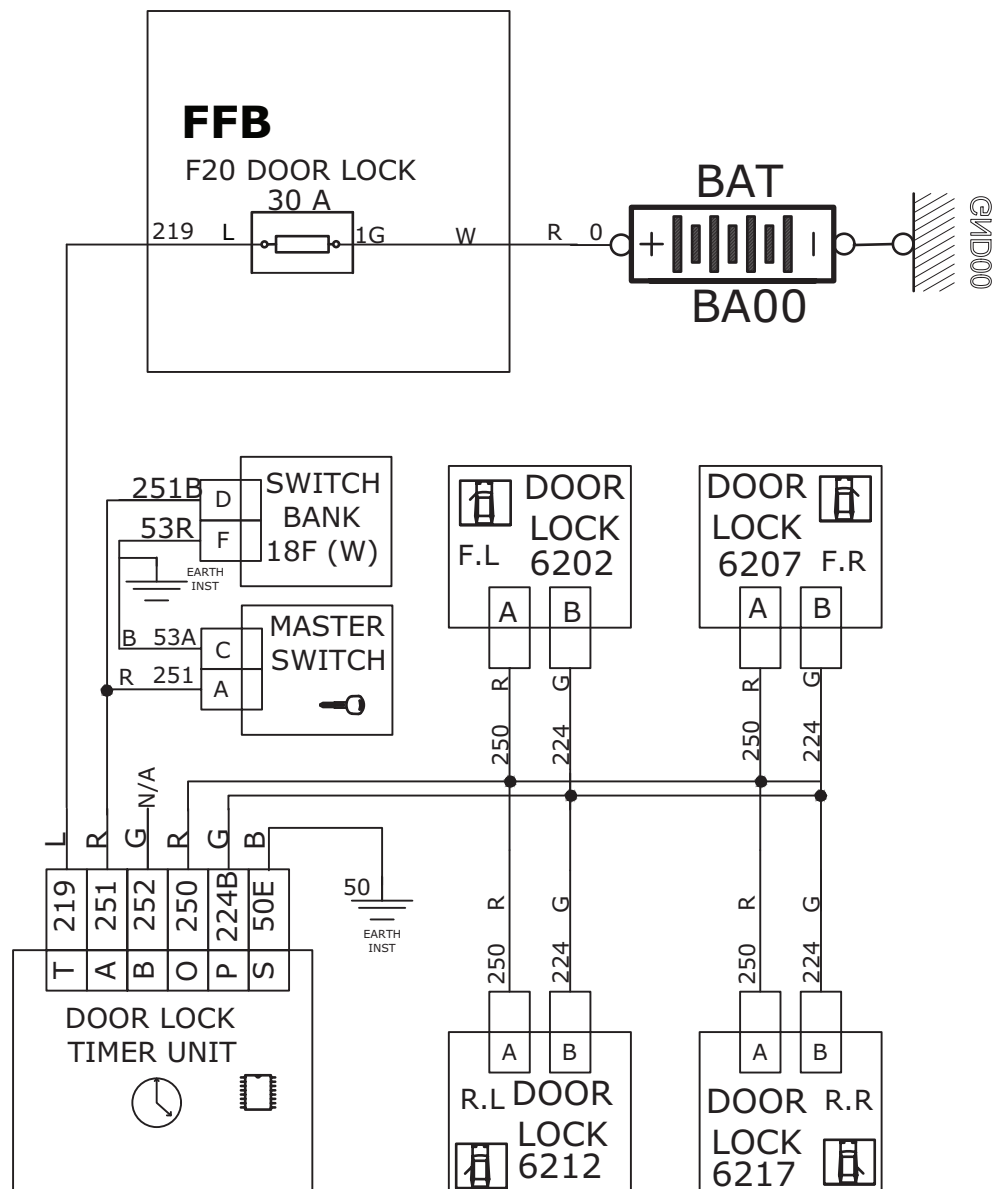 FFB
F20 DOOR LOCK
30 A
219 L 1G W R 0
BAT
+ −
BA00
GND00
251B D
53R F
SWITCH
BANK
18F (W)
EARTH
INST
B 53A C
R 251 A
MASTER
SWITCH
DOOR
LOCK
6202
F.L
A B
R G
250 224
DOOR
LOCK
6207
F.R
A B
R G
250 224
N/A
L R G R G B
219 251 252 250 224B 50E
T A B O P S
50
EARTH
INST
DOOR LOCK
TIMER UNIT
R G
250 224
A B
R.L
DOOR
LOCK
6212
R G
250 224
A B
DOOR
LOCK
6217
R.R